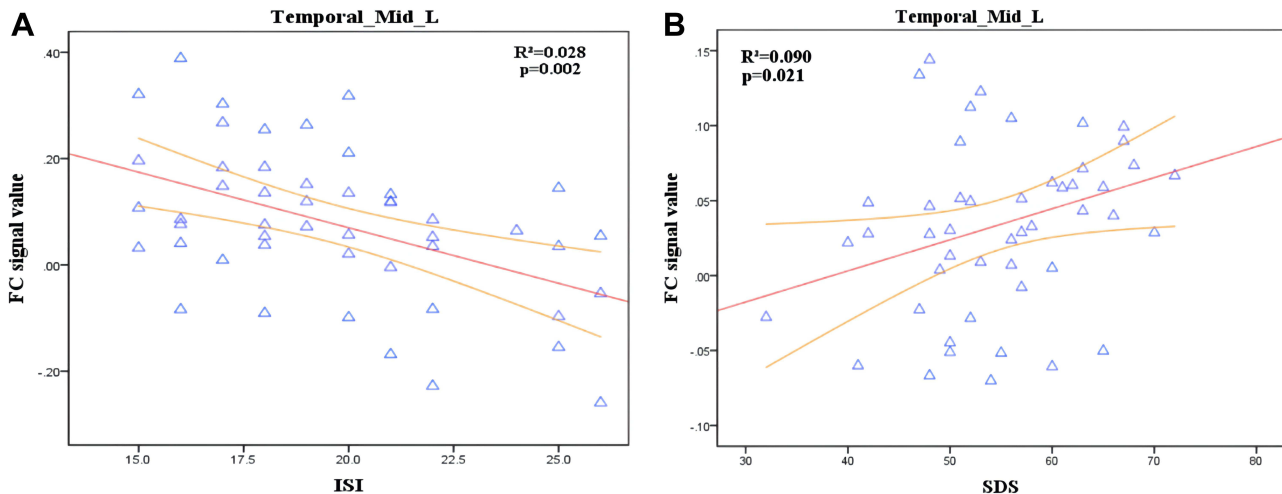 A
Temporal_Mid_L
R²=0.028
p=0.002
FC signal value
.40
.20
.00
-.20
15.0 17.5 20.0 22.5 25.0
ISI
B
Temporal_Mid_L
R²=0.090
p=0.021
FC signal value
.15
.10
.05
.00
-.05
-.10
30 40 50 60 70 80
SDS